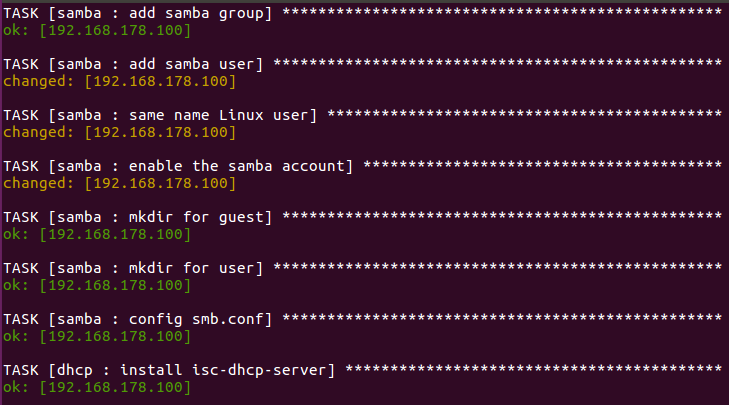 TASK [samba : add samba group] *************************************************
ok: [192.168.178.100]
TASK [samba : add samba user] **************************************************
changed: [192.168.178.100]
TASK [samba : same name Linux user] ********************************************
changed: [192.168.178.100]
TASK [samba : enable the samba account] ****************************************
changed: [192.168.178.100]
TASK [samba : mkdir for guest] *************************************************
ok: [192.168.178.100]
TASK [samba : mkdir for user] **************************************************
ok: [192.168.178.100]
TASK [samba : config smb.conf] *************************************************
ok: [192.168.178.100]
TASK [dhcp : install isc-dhcp-server] ******************************************
ok: [192.168.178.100]